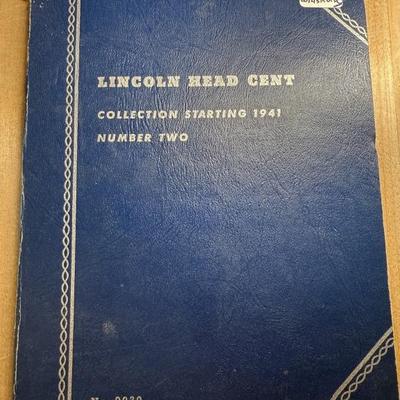 LINCOLN HEAD CENT
COLLECTION STARTING 1941
NUMBER TWO